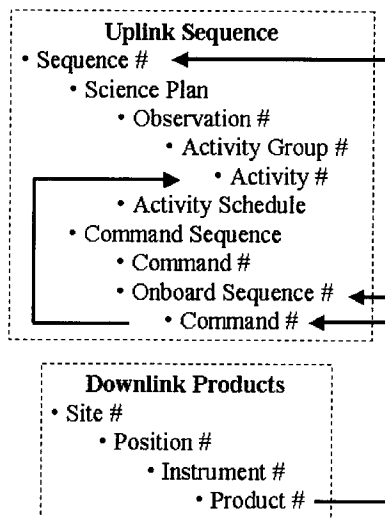 Uplink Sequence
• Sequence #
• Science Plan
• Observation #
• Activity Group #
• Activity #
• Activity Schedule
• Command Sequence
• Command #
• Onboard Sequence #
• Command #
Downlink Products
• Site #
• Position #
• Instrument #
• Product #